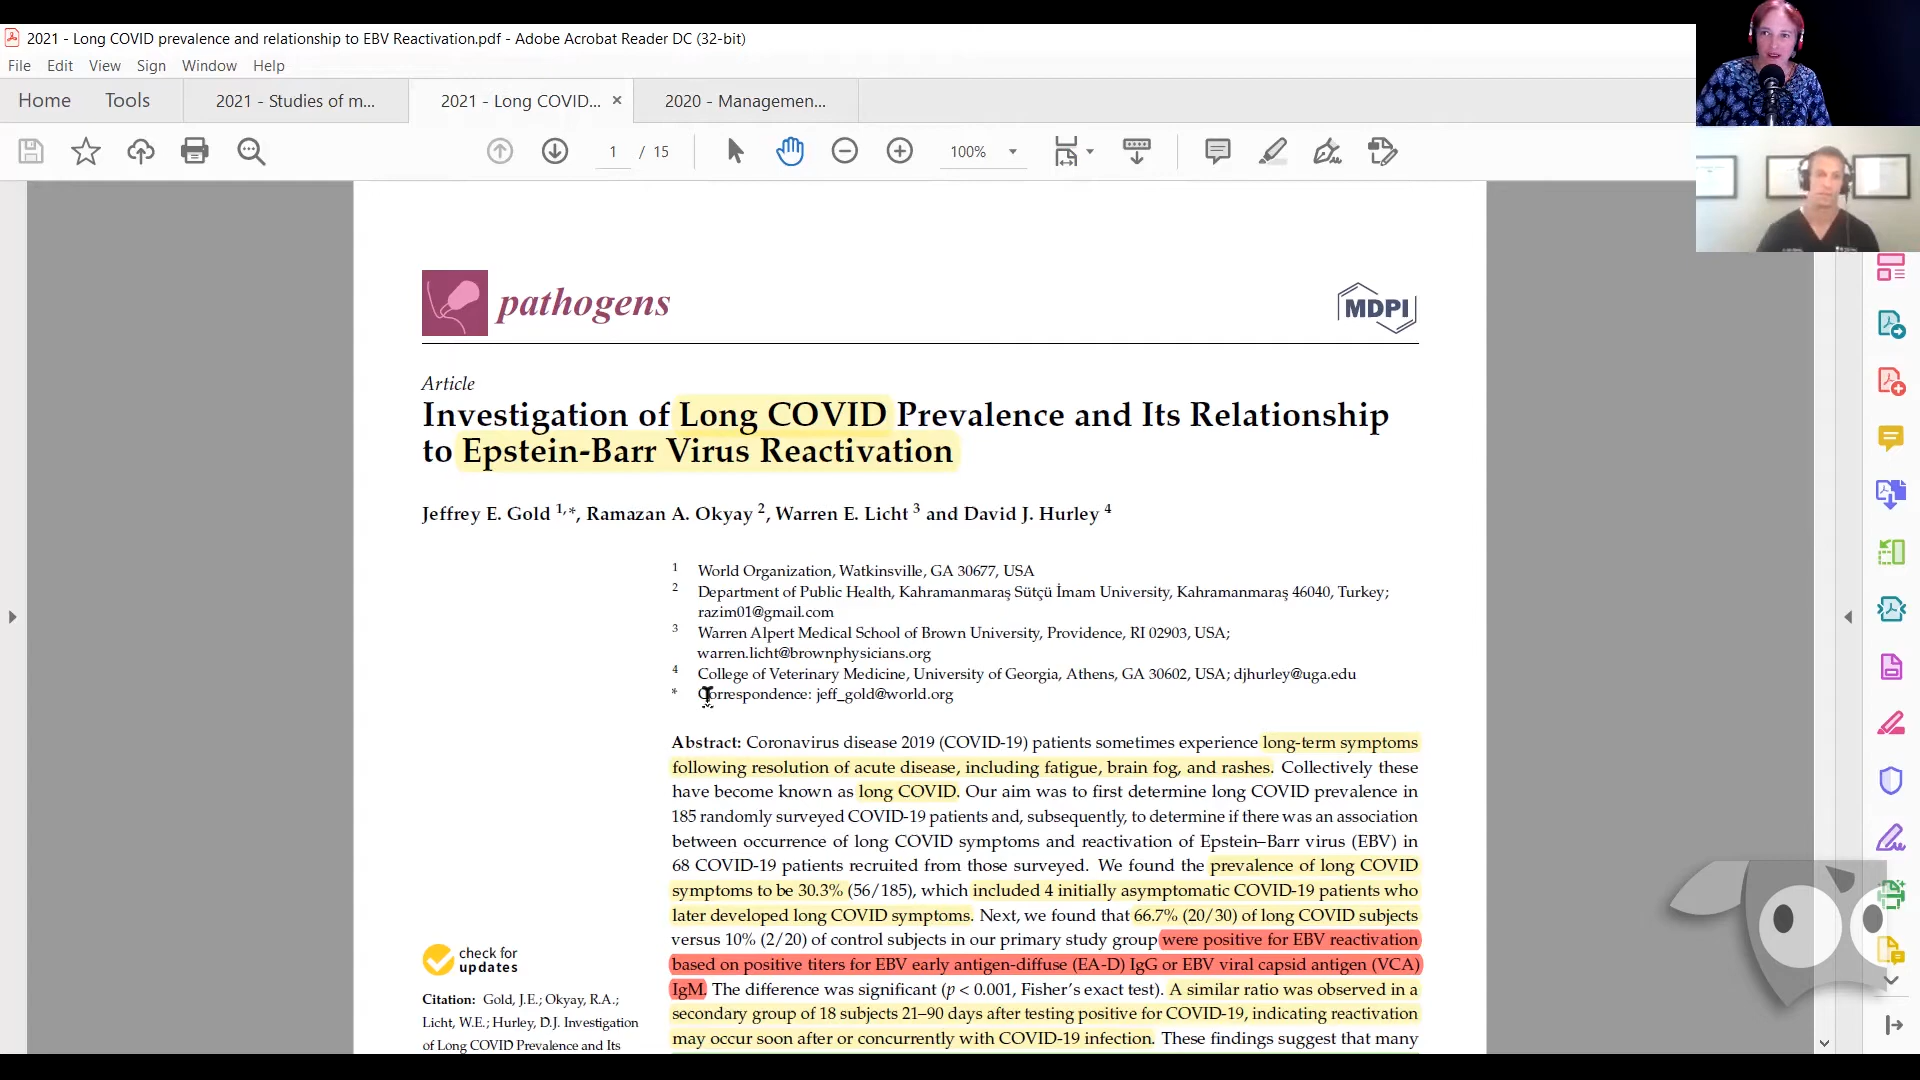 2021 - Long COVID prevalence and relationship to EBV Reactivation.pdf - Adobe Acrobat Reader DC (32-bit)
File Edit View Sign Window Help
Home Tools 2021 - Studies of m... 2021 - Long COVID... × 2020 - Managemen...
1 / 15 100%
pathogens
MDPI
Article
Investigation of Long COVID Prevalence and Its Relationship
to Epstein-Barr Virus Reactivation
Jeffrey E. Gold 1,*, Ramazan A. Okyay 2, Warren E. Licht 3 and David J. Hurley 4
1 World Organization, Watkinsville, GA 30677, USA
2 Department of Public Health, Kahramanmaraş Sütçü İmam University, Kahramanmaraş 46040, Turkey;
razim01@gmail.com
3 Warren Alpert Medical School of Brown University, Providence, RI 02903, USA;
warren.licht@brownphysicians.org
4 College of Veterinary Medicine, University of Georgia, Athens, GA 30602, USA; djhurley@uga.edu
* Correspondence: jeff_gold@world.org
Abstract: Coronavirus disease 2019 (COVID-19) patients sometimes experience long-term symptoms
following resolution of acute disease, including fatigue, brain fog, and rashes. Collectively these
have become known as long COVID. Our aim was to first determine long COVID prevalence in
185 randomly surveyed COVID-19 patients and, subsequently, to determine if there was an association
between occurrence of long COVID symptoms and reactivation of Epstein–Barr virus (EBV) in
68 COVID-19 patients recruited from those surveyed. We found the prevalence of long COVID
symptoms to be 30.3% (56/185), which included 4 initially asymptomatic COVID-19 patients who
later developed long COVID symptoms. Next, we found that 66.7% (20/30) of long COVID subjects
versus 10% (2/20) of control subjects in our primary study group were positive for EBV reactivation
based on positive titers for EBV early antigen-diffuse (EA-D) IgG or EBV viral capsid antigen (VCA)
IgM. The difference was significant (p < 0.001, Fisher's exact test). A similar ratio was observed in a
secondary group of 18 subjects 21–90 days after testing positive for COVID-19, indicating reactivation
may occur soon after or concurrently with COVID-19 infection. These findings suggest that many
check for
updates
Citation: Gold, J.E.; Okyay, R.A.;
Licht, W.E.; Hurley, D.J. Investigation
of Long COVID Prevalence and Its